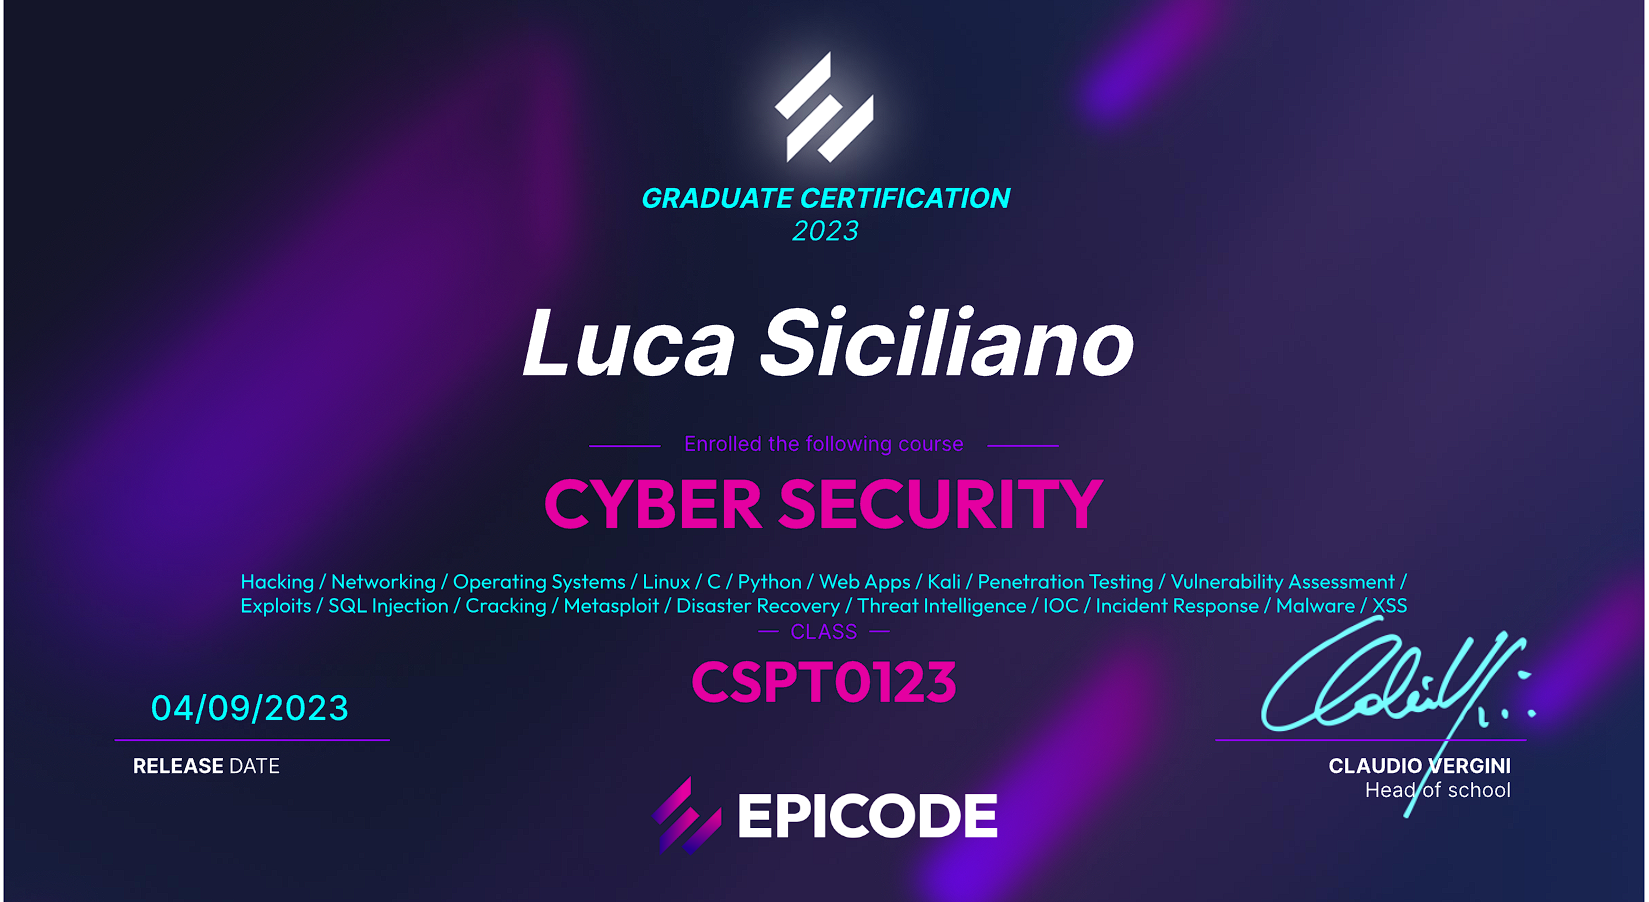 GRADUATE CERTIFICATION
2023
Luca Siciliano
Enrolled the following course
CYBER SECURITY
Hacking / Networking / Operating Systems / Linux / C / Python / Web Apps / Kali / Penetration Testing / Vulnerability Assessment /
Exploits / SQL Injection / Cracking / Metasploit / Disaster Recovery / Threat Intelligence / IOC / Incident Response / Malware / XSS
CLASS
CSPT0123
04/09/2023
RELEASE DATE
CLAUDIO VERGINI
Head of school
EPICODE